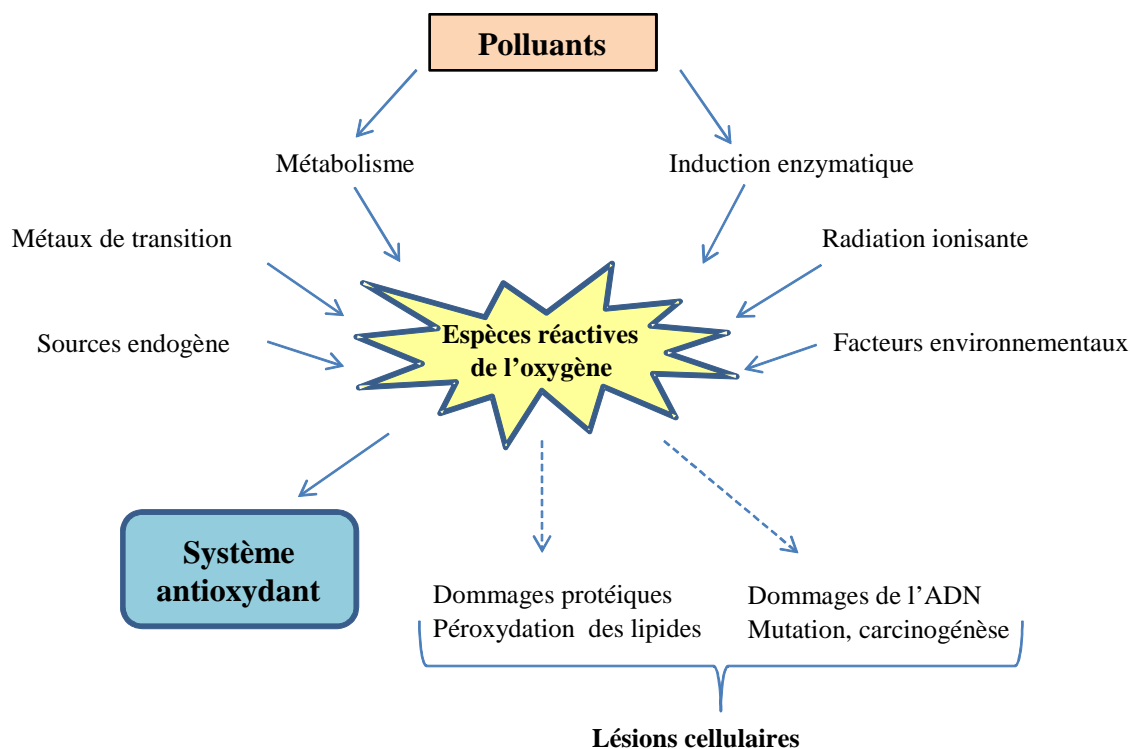 Polluants
Métabolisme
Induction enzymatique
Métaux de transition
Radiation ionisante
Sources endogène
Espèces réactives
de l’oxygène
Facteurs environnementaux
Système
antioxydant
Dommages protéiques
Péroxydation des lipides
Dommages de l’ADN
Mutation, carcinogénèse
Lésions cellulaires